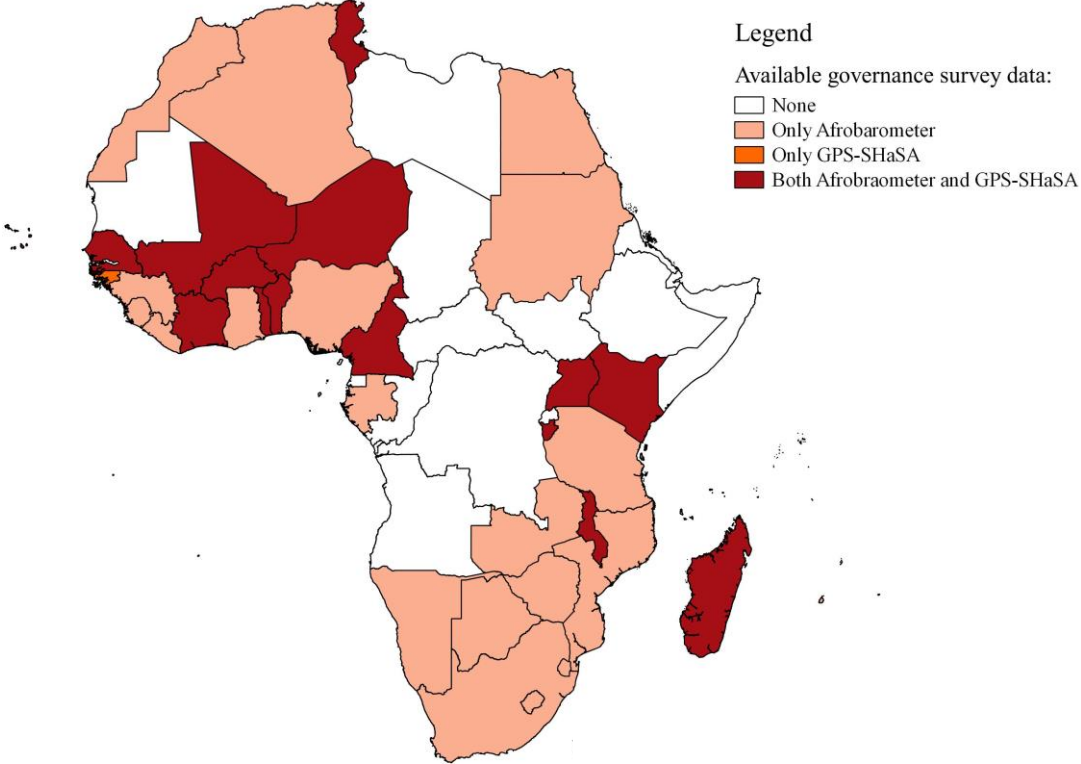 Legend
Available governance survey data:
None
Only Afrobarometer
Only GPS-SHaSA
Both Afrobraometer and GPS-SHaSA